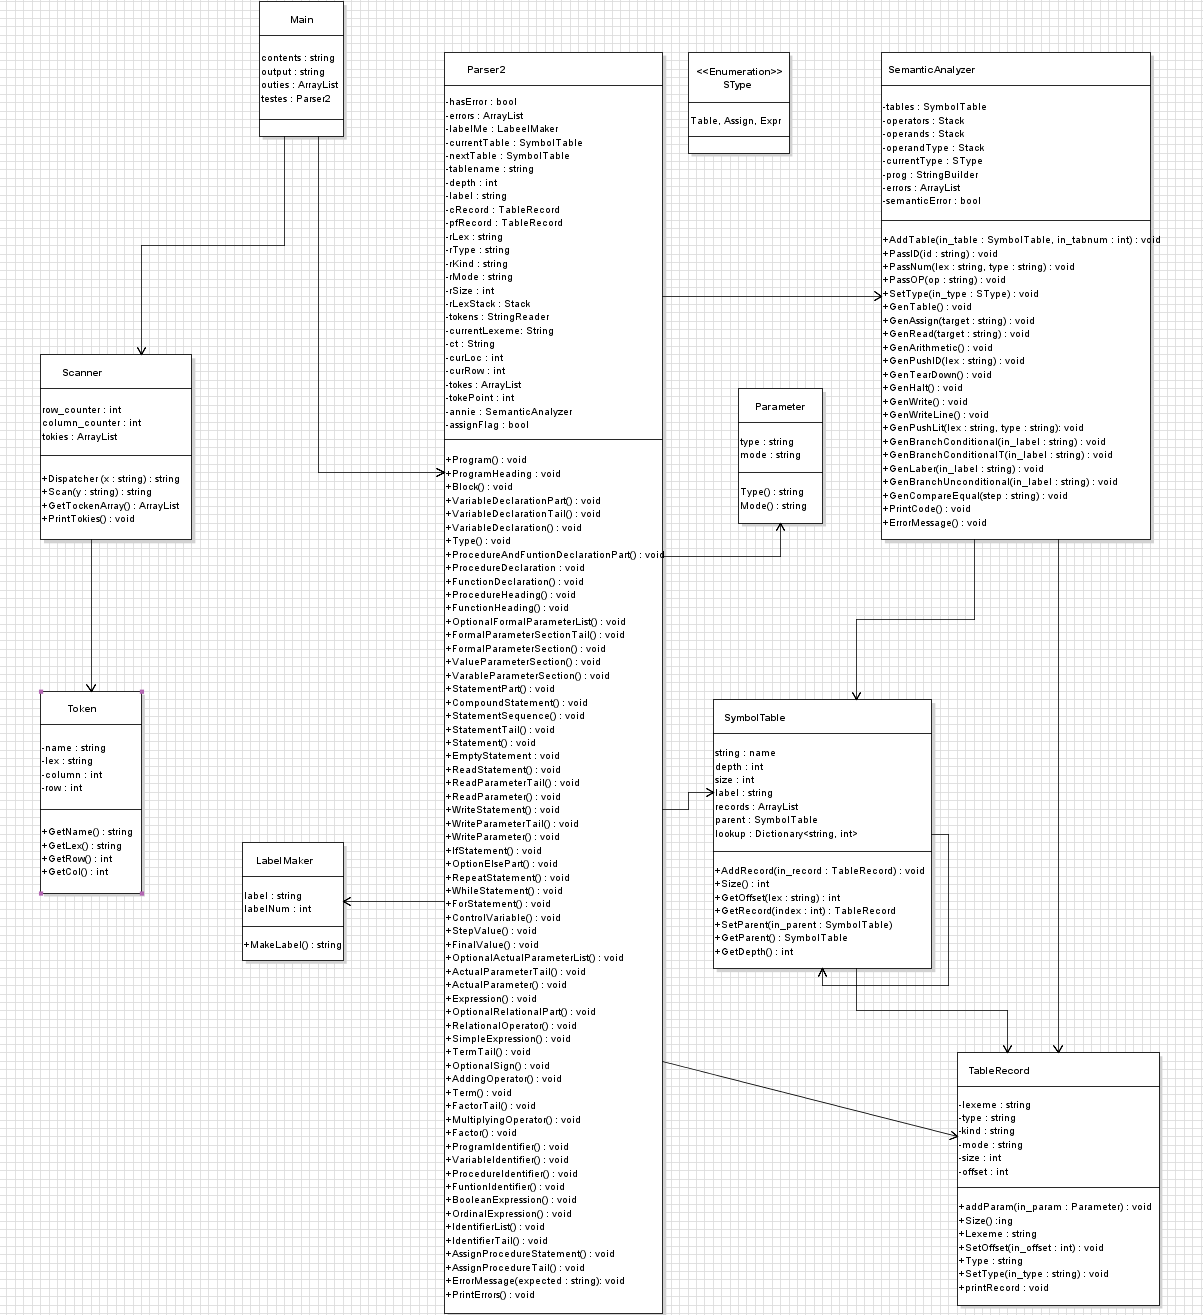 Main
contents : string
output : string
outies : ArrayList
testes : Parser2
Parser2
-hasError : bool
-errors : ArrayList
-labelMe : LabeelMaker
-currentTable : SymbolTable
-nextTable : SymbolTable
-tablename : string
-depth : int
-label : string
-cRecord : TableRecord
-pfRecord : TableRecord
-rLex : string
-rType : string
-rKind : string
-rMode : string
-rSize : int
-rLexStack : Stack
-tokens : StringReader
-currentLexeme: String
-ct : String
-curLoc : int
-curRow : int
-tokes : ArrayList
-tokePoint : int
-annie : SemanticAnalyzer
-assignFlag : bool
+Program() : void
+ProgramHeading : void
+Block() : void
+VariableDeclarationPart() : void
+VariableDeclarationTail() : void
+VariableDeclaration() : void
+Type() : void
+ProcedureAndFuntionDeclarationPart() : void
+ProcedureDeclaration : void
+FunctionDeclaration() : void
+ProcedureHeading() : void
+FunctionHeading() : void
+OptionalFormalParameterList() : void
+FormalParameterSectionTail() : void
+FormalParameterSection() : void
+ValueParameterSection() : void
+VarableParameterSection() : void
+StatementPart() : void
+CompoundStatement() : void
+StatementSequence() : void
+StatementTail() : void
+Statement() : void
+EmptyStatement : void
+ReadStatement() : void
+ReadParameterTail() : void
+ReadParameter() : void
+WriteStatement() : void
+WriteParameterTail() : void
+WriteParameter() : void
+IfStatement() : void
+OptionElsePart() : void
+RepeatStatement() : void
+WhileStatement() : void
+ForStatement() : void
+ControlVariable() : void
+StepValue() : void
+FinalValue() : void
+OptionalActualParameterList() : void
+ActualParameterTail() : void
+ActualParameter() : void
+Expression() : void
+OptionalRelationalPart() : void
+RelationalOperator() : void
+SimpleExpression() : void
+TermTail() : void
+OptionalSign() : void
+AddingOperator() : void
+Term() : void
+FactorTail() : void
+MultiplyingOperator() : void
+Factor() : void
+ProgramIdentifier() : void
+VariableIdentifier() : void
+ProcedureIdentifier() : void
+FuntionIdentifier() : void
+BooleanExpression() : void
+OrdinalExpression() : void
+IdentifierList() : void
+IdentifierTail() : void
+AssignProcedureStatement() : void
+AssignProcedureTail() : void
+ErrorMessage(expected : string): void
+PrintErrors() : void
<<Enumeration>>
SType
Table, Assign, Expr
SemanticAnalyzer
-tables : SymbolTable
-operators : Stack
-operands : Stack
-operandType : Stack
-currentType : SType
-prog : StringBuilder
-errors : ArrayList
-semanticError : bool
+AddTable(in_table : SymbolTable, in_tabnum : int) : void
+PassID(id : string) : void
+PassNum(lex : string, type : string) : void
+PassOP(op : string) : void
+SetType(in_type : SType) : void
+GenTable() : void
+GenAssign(target : string) : void
+GenRead(target : string) : void
+GenArithmetic() : void
+GenPushID(lex : string) : void
+GenTearDown() : void
+GenHalt() : void
+GenWrite() : void
+GenWriteLine() : void
+GenPushLit(lex : string, type : string): void
+GenBranchConditional(in_label : string) : void
+GenBranchConditionalT(in_label : string) : void
+GenLaber(in_label : string) : void
+GenBranchUnconditional(in_label : string) : void
+GenCompareEqual(step : string) : void
+PrintCode() : void
+ErrorMessage() : void
Scanner
row_counter : int
column_counter : int
tokies : ArrayList
+Dispatcher (x : string) : string
+Scan(y : string) : string
+GetTockenArray() : ArrayList
+PrintTokies() : void
Parameter
type : string
mode : string
Type() : string
Mode() : string
Token
-name : string
-lex : string
-column : int
-row : int
+GetName() : string
+GetLex() : string
+GetRow() : int
+GetCol() : int
SymbolTable
string : name
depth : int
size : int
label : string
records : ArrayList
parent : SymbolTable
lookup : Dictionary<string, int>
+AddRecord(in_record : TableRecord) : void
+Size() : int
+GetOffset(lex : string) : int
+GetRecord(index : int) : TableRecord
+SetParent(in_parent : SymbolTable)
+GetParent() : SymbolTable
+GetDepth() : int
LabelMaker
label : string
labelNum : int
+MakeLabel() : string
TableRecord
-lexeme : string
-type : string
-kind : string
-mode : string
-size : int
-offset : int
+addParam(in_param : Parameter) : void
+Size() :ing
+Lexeme : string
+SetOffset(in_offset : int) : void
+Type : string
+SetType(in_type : string) : void
+printRecord : void